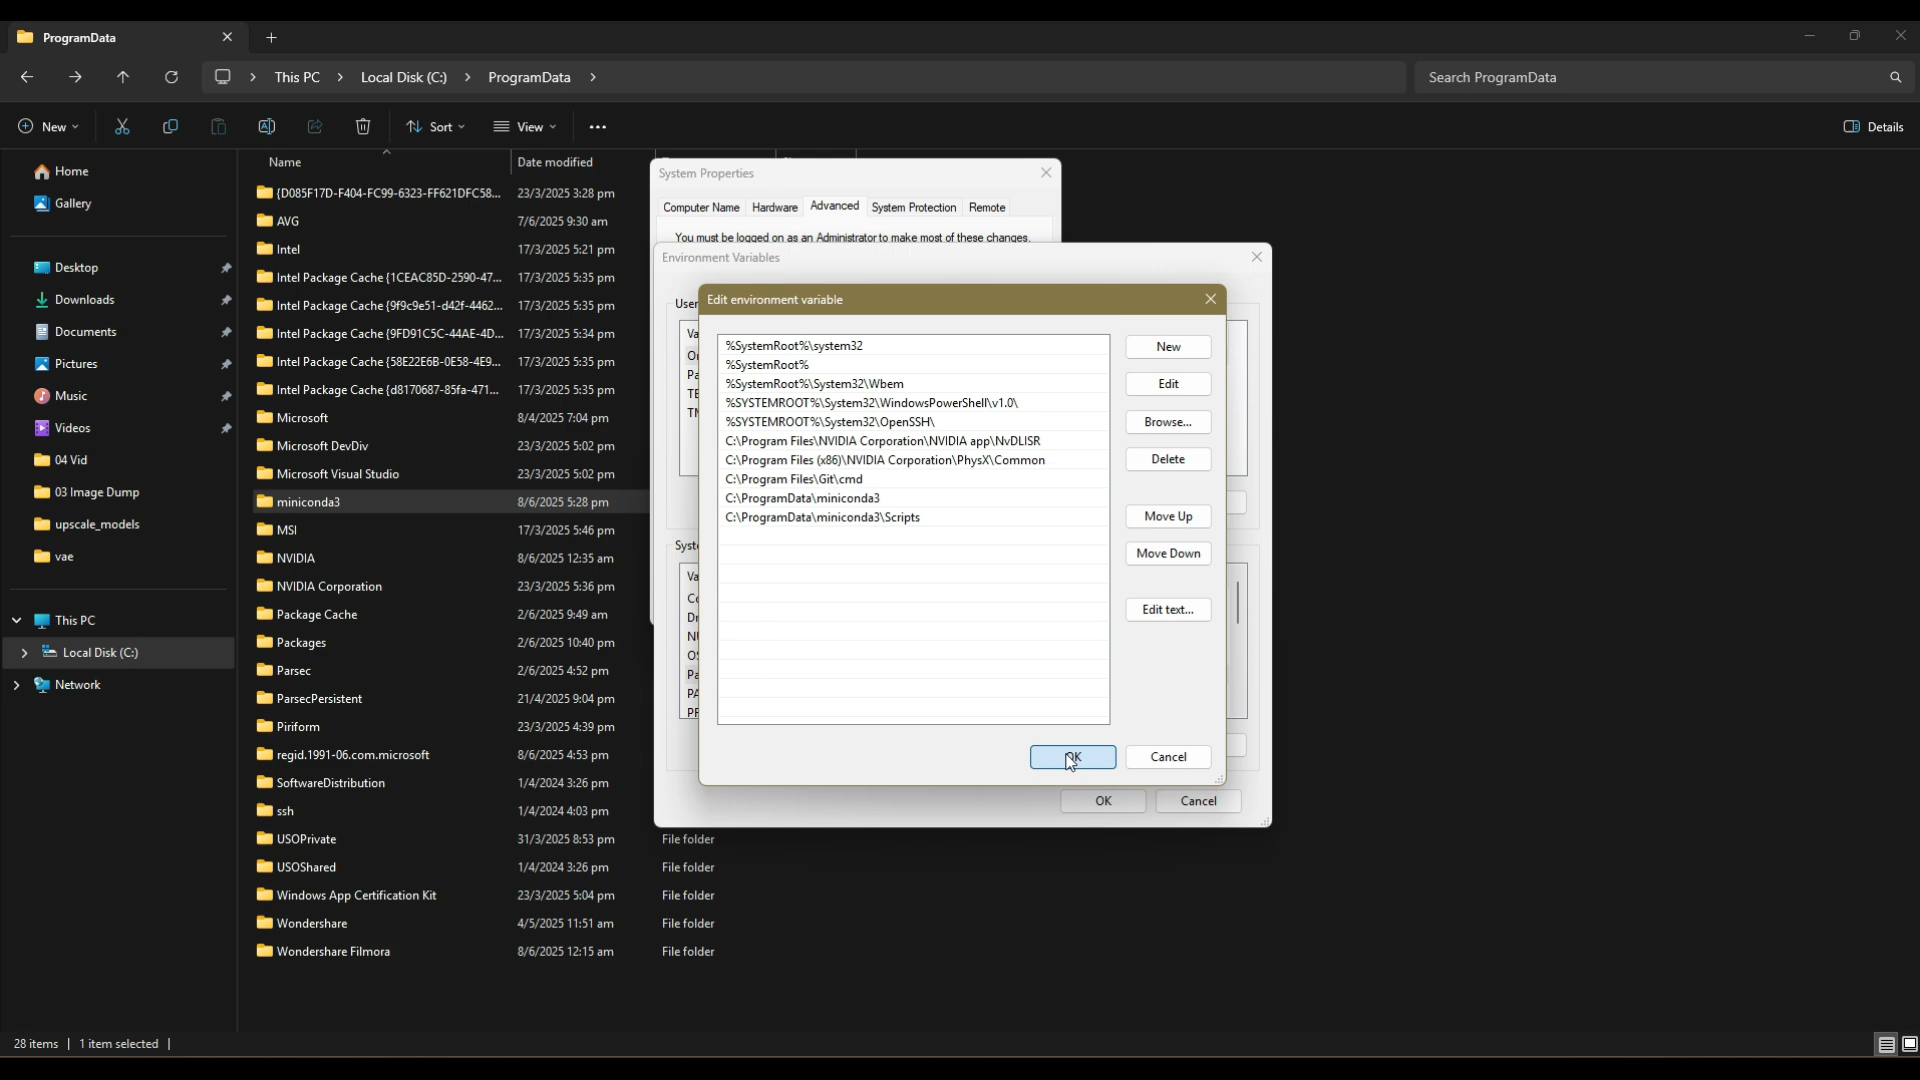 ProgramData
This PC > Local Disk (C:) > ProgramData >
Search ProgramData
New
Sort
View
Details
Home
Gallery
Desktop
Downloads
Documents
Pictures
Music
Videos
04 Vid
03 Image Dump
upscale_models
vae
This PC
Local Disk (C:)
Network
Name Date modified
{D085F17D-F404-FC99-6323-FF621DFC58... 23/3/2025 3:28 pm
AVG 7/6/2025 9:30 am
Intel 17/3/2025 5:21 pm
Intel Package Cache {1CEAC85D-2590-47... 17/3/2025 5:35 pm
Intel Package Cache {9f9c9e51-d42f-4462... 17/3/2025 5:35 pm
Intel Package Cache {9FD91C5C-44AE-4D... 17/3/2025 5:34 pm
Intel Package Cache {58E22E6B-0E58-4E9... 17/3/2025 5:35 pm
Intel Package Cache {d8170687-85fa-471... 17/3/2025 5:35 pm
Microsoft 8/4/2025 7:04 pm
Microsoft DevDiv 23/3/2025 5:02 pm
Microsoft Visual Studio 23/3/2025 5:02 pm
miniconda3 8/6/2025 5:28 pm
MSI 17/3/2025 5:46 pm
NVIDIA 8/6/2025 12:35 am
NVIDIA Corporation 23/3/2025 5:36 pm
Package Cache 2/6/2025 9:49 am
Packages 2/6/2025 10:40 pm
Parsec 2/6/2025 4:52 pm
ParsecPersistent 21/4/2025 9:04 pm
Piriform 23/3/2025 4:39 pm
regid.1991-06.com.microsoft 8/6/2025 4:53 pm
SoftwareDistribution 1/4/2024 3:26 pm
ssh 1/4/2024 4:03 pm
USOPrivate 31/3/2025 8:53 pm File folder
USOShared 1/4/2024 3:26 pm File folder
Windows App Certification Kit 23/3/2025 5:04 pm File folder
Wondershare 4/5/2025 11:51 am File folder
Wondershare Filmora 8/6/2025 12:15 am File folder
System Properties
Computer Name Hardware Advanced System Protection Remote
You must be logged on as an Administrator to make most of these changes.
Environment Variables
User
Syst
Edit environment variable
%SystemRoot%\system32
%SystemRoot%
%SystemRoot%\System32\Wbem
%SYSTEMROOT%\System32\WindowsPowerShell\v1.0\
%SYSTEMROOT%\System32\OpenSSH\
C:\Program Files\NVIDIA Corporation\NVIDIA app\NvDLISR
C:\Program Files (x86)\NVIDIA Corporation\PhysX\Common
C:\Program Files\Git\cmd
C:\ProgramData\miniconda3
C:\ProgramData\miniconda3\Scripts
New
Edit
Browse...
Delete
Move Up
Move Down
Edit text...
OK Cancel
OK Cancel
28 items | 1 item selected |